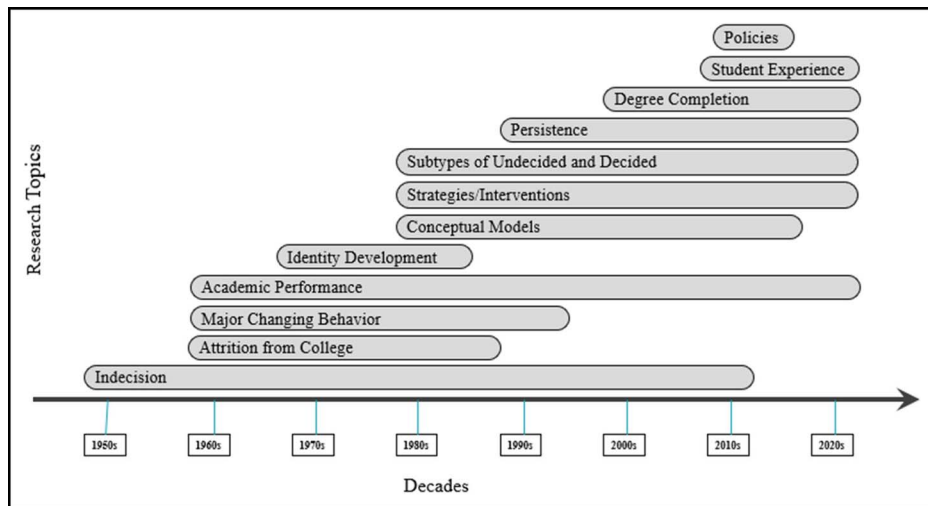 Policies
Student Experience
Degree Completion
Persistence
Subtypes of Undecided and Decided
Strategies/Interventions
Conceptual Models
Identity Development
Academic Performance
Major Changing Behavior
Attrition from College
Indecision
Research Topics
1950s 1960s 1970s 1980s 1990s 2000s 2010s 2020s
Decades